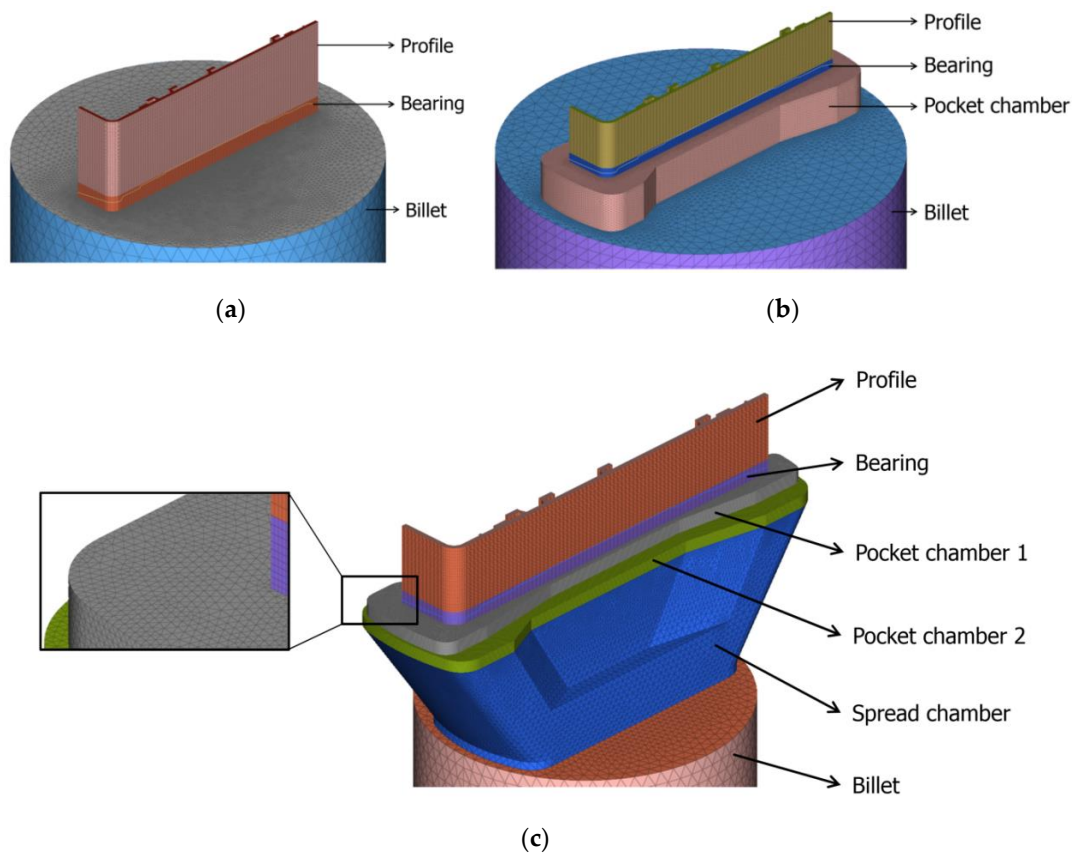 Profile
Bearing
Billet
(a)
Profile
Bearing
Pocket chamber
Billet
(b)
Profile
Bearing
Pocket chamber 1
Pocket chamber 2
Spread chamber
Billet
(c)